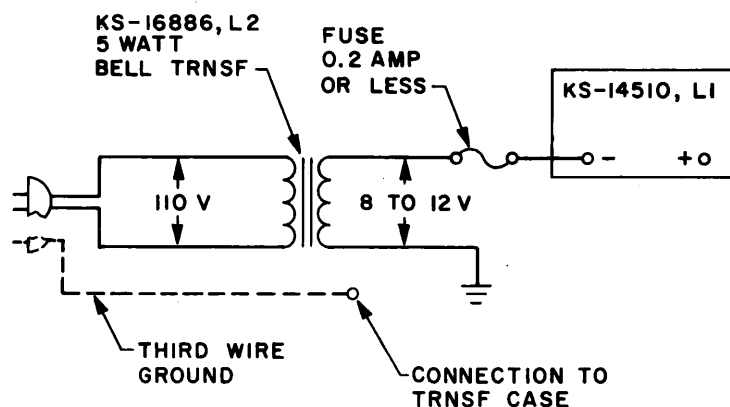 KS-16886, L2
5 WATT
BELL TRNSF
FUSE
0.2 AMP
OR LESS
KS-14510, L1
- + 
110 V
8 TO 12 V
THIRD WIRE
GROUND
CONNECTION TO
TRNSF CASE